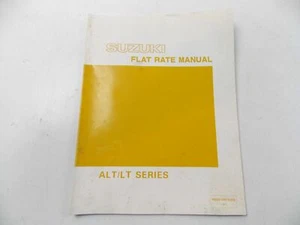 SUZUKI
FLAT RATE MANUAL
ALT/LT SERIES